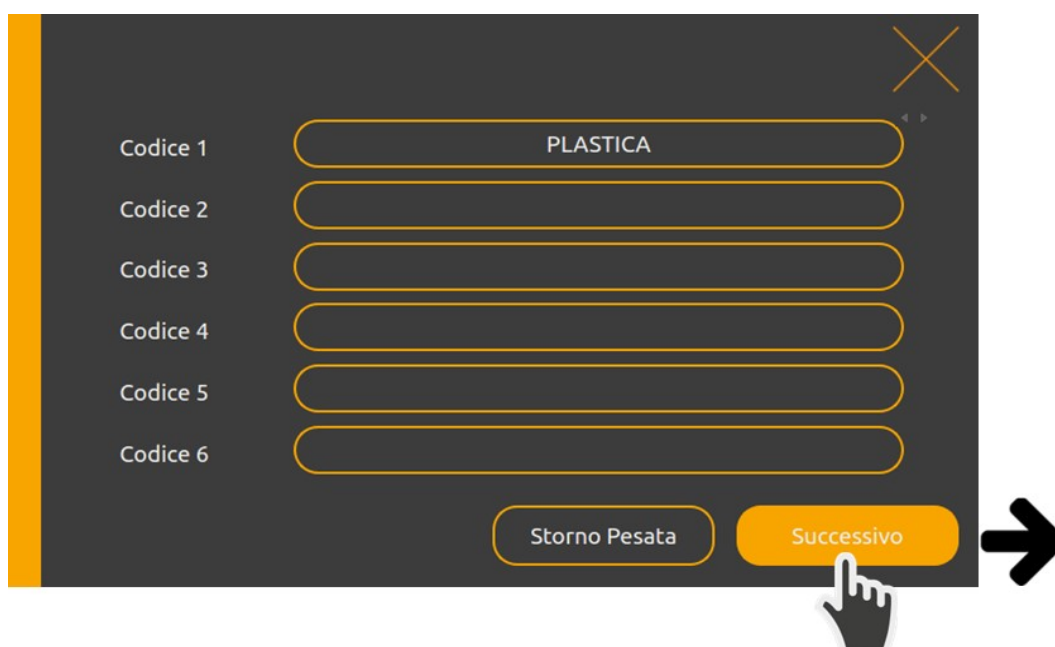 Codice 1 PLASTICA
Codice 2
Codice 3
Codice 4
Codice 5
Codice 6
Storno Pesata Successivo